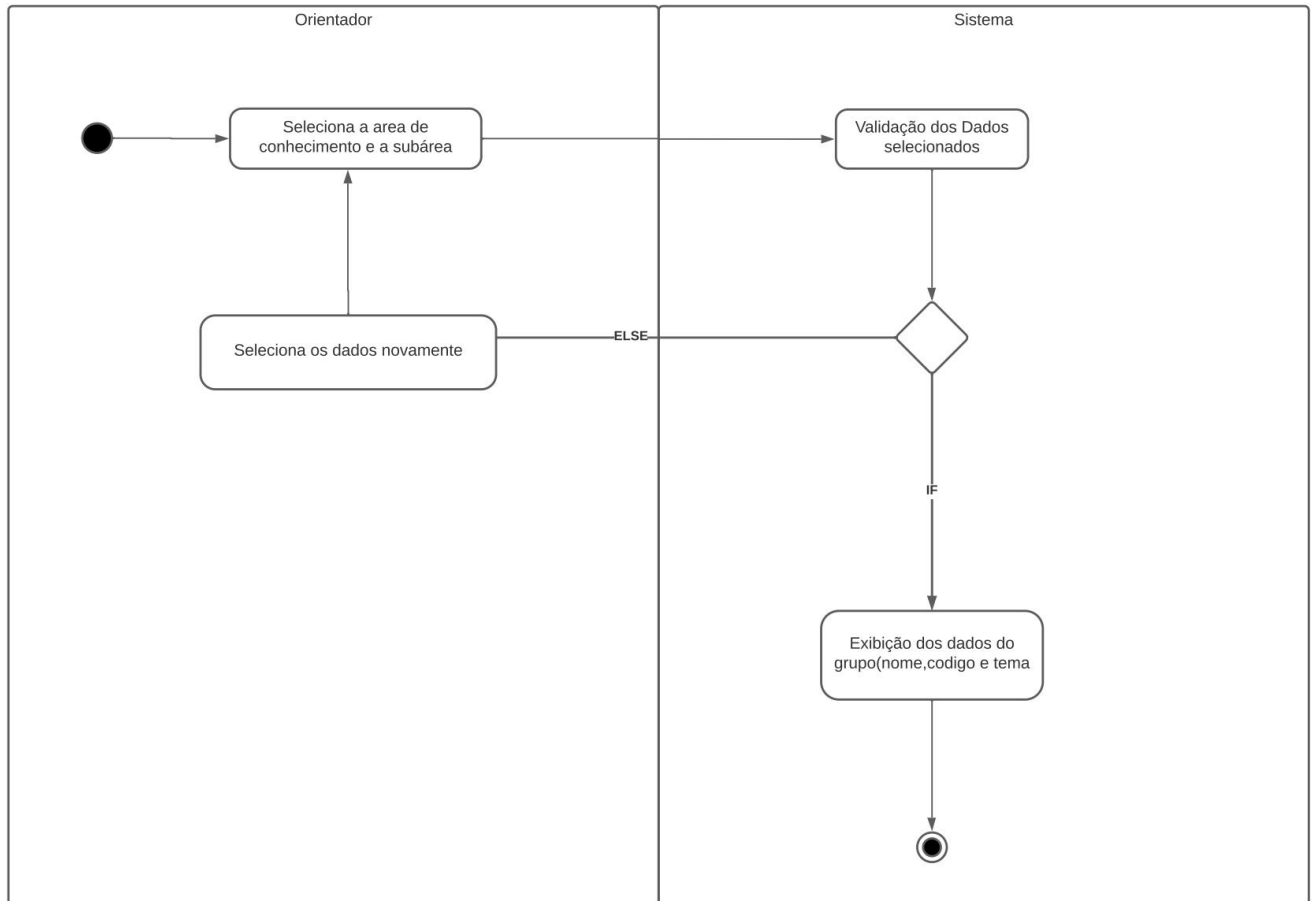 Orientador
Sistema
Seleciona a area de
conhecimento e a subárea
Validação dos Dados
selecionados
Seleciona os dados novamente
ELSE
IF
Exibição dos dados do
grupo(nome,codigo e tema